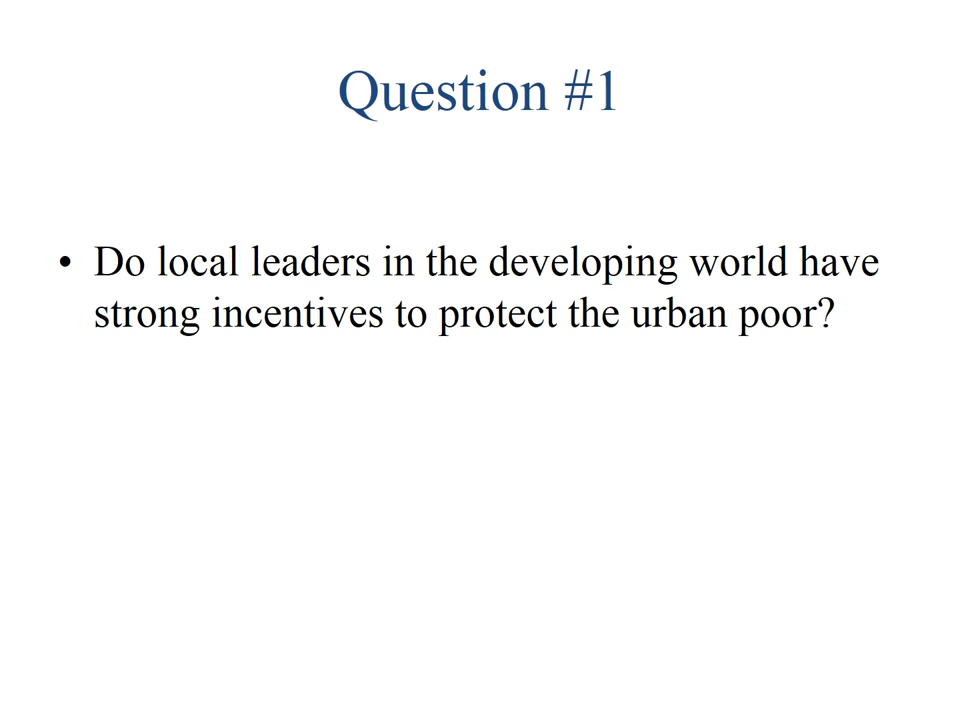 Question #1
• Do local leaders in the developing world have
strong incentives to protect the urban poor?